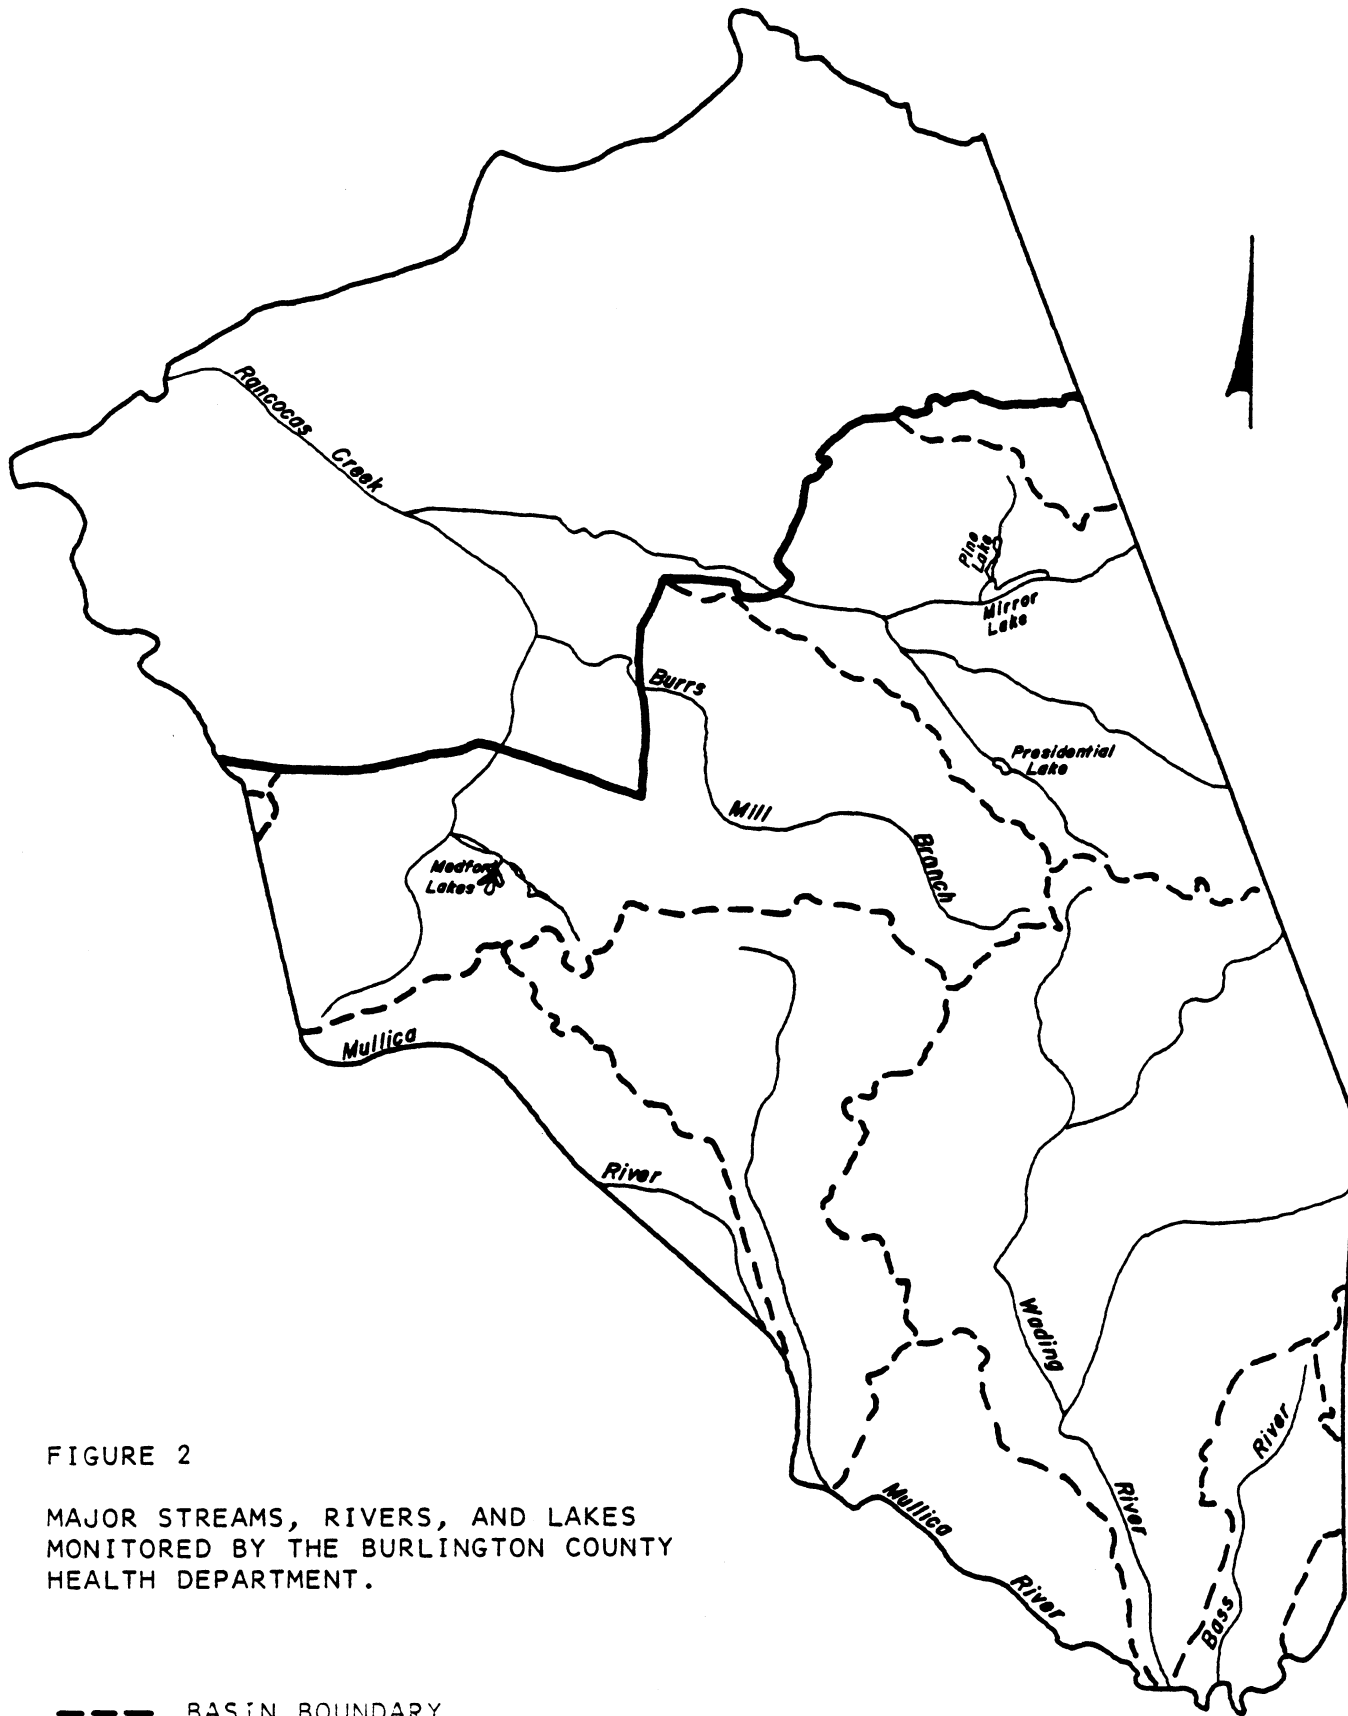 Rancocas
Creek
Pine
Lake
Mirror
Lake
Burrs
Presidential
Lake
Mill
Branch
Medford
Lakes
Mullica
River
Wading
River
River
Bass
Mullica
River
FIGURE 2
MAJOR STREAMS, RIVERS, AND LAKES
MONITORED BY THE BURLINGTON COUNTY
HEALTH DEPARTMENT.
BASIN BOUNDARY